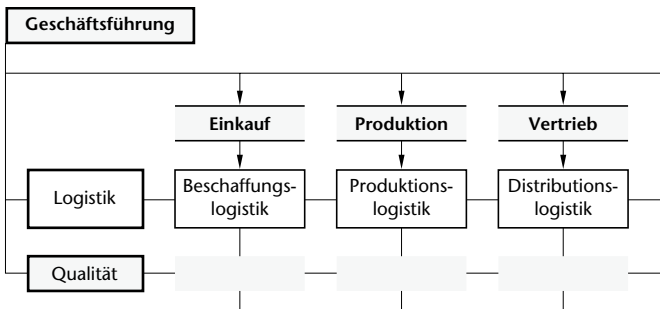 Geschäftsführung
Einkauf
Produktion
Vertrieb
Logistik
Beschaffungs-
logistik
Produktions-
logistik
Distributions-
logistik
Qualität